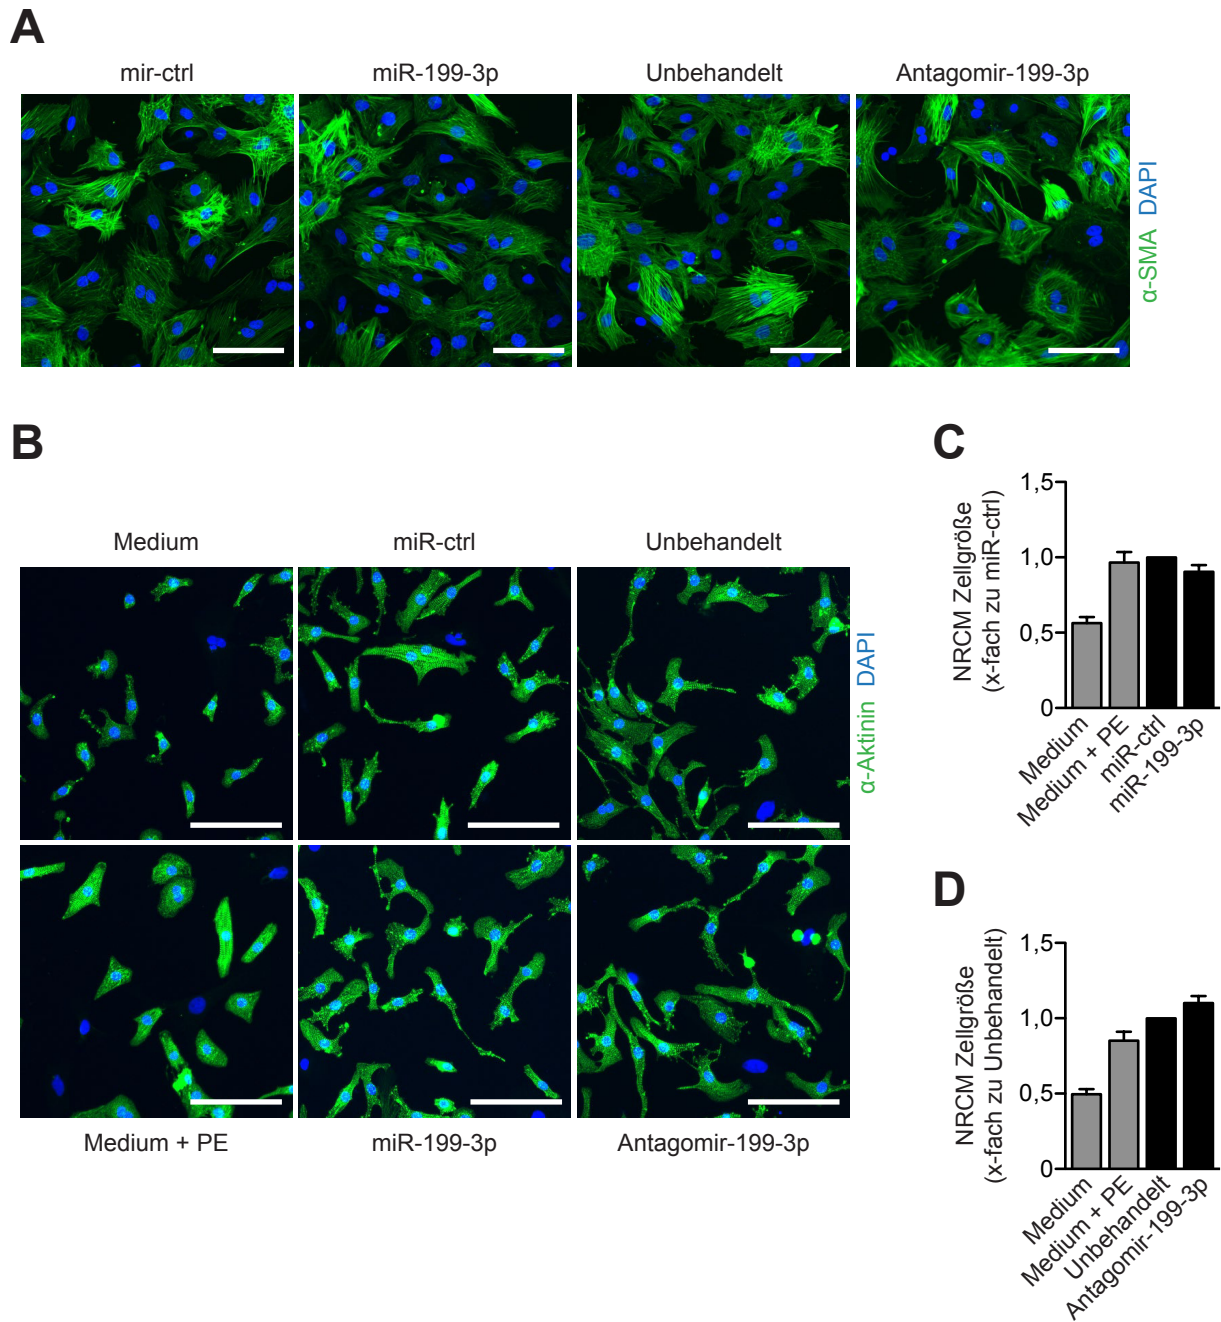 A
mir-ctrl
miR-199-3p
Unbehandelt
Antagomir-199-3p
α-SMA DAPI
B
Medium
miR-ctrl
Unbehandelt
α-Aktinin DAPI
Medium + PE
miR-199-3p
Antagomir-199-3p
C
NRCM Zellgröße
(x-fach zu miR-ctrl)
1,5
1,0
0,5
0
Medium
Medium + PE
miR-ctrl
miR-199-3p
D
NRCM Zellgröße
(x-fach zu Unbehandelt)
1,5
1,0
0,5
0
Medium
Medium + PE
Unbehandelt
Antagomir-199-3p